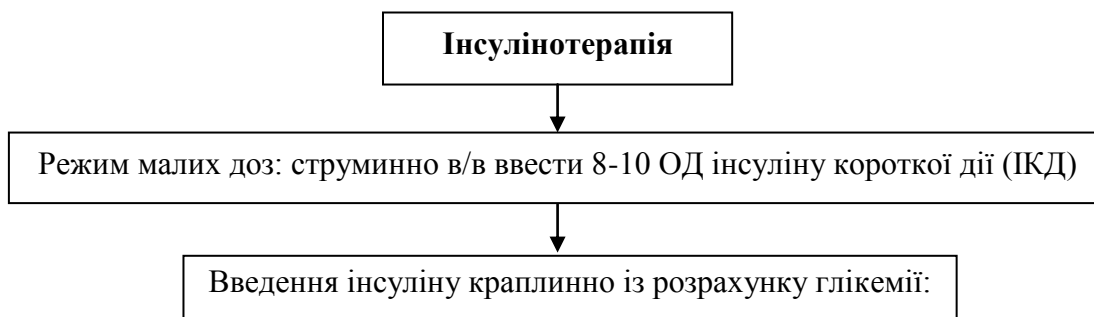 Інсулінотерапія
Режим малих доз: струминно в/в ввести 8-10 ОД інсуліну короткої дії (ІКД)
Введення інсуліну краплинно із розрахунку глікемії: